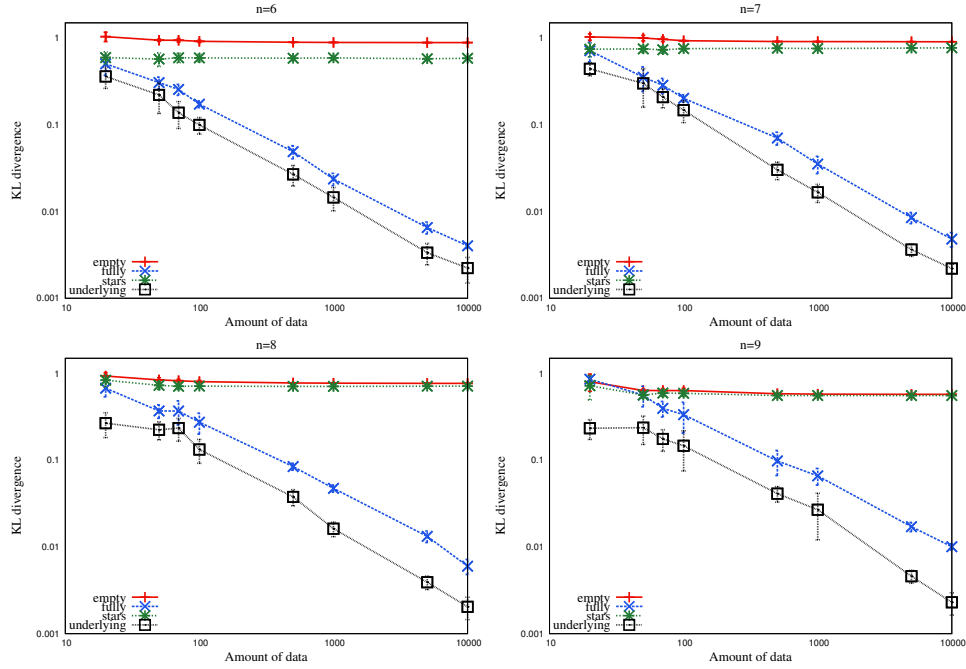 n=6
1
0.1
0.01
0.001
KL divergence
empty
fully
stars
underlying
10
100
1000
10000
Amount of data
n=7
1
0.1
0.01
0.001
KL divergence
empty
fully
stars
underlying
10
100
1000
10000
Amount of data
n=8
1
0.1
0.01
0.001
KL divergence
empty
fully
stars
underlying
10
100
1000
10000
Amount of data
n=9
1
0.1
0.01
0.001
KL divergence
empty
fully
stars
underlying
10
100
1000
10000
Amount of data